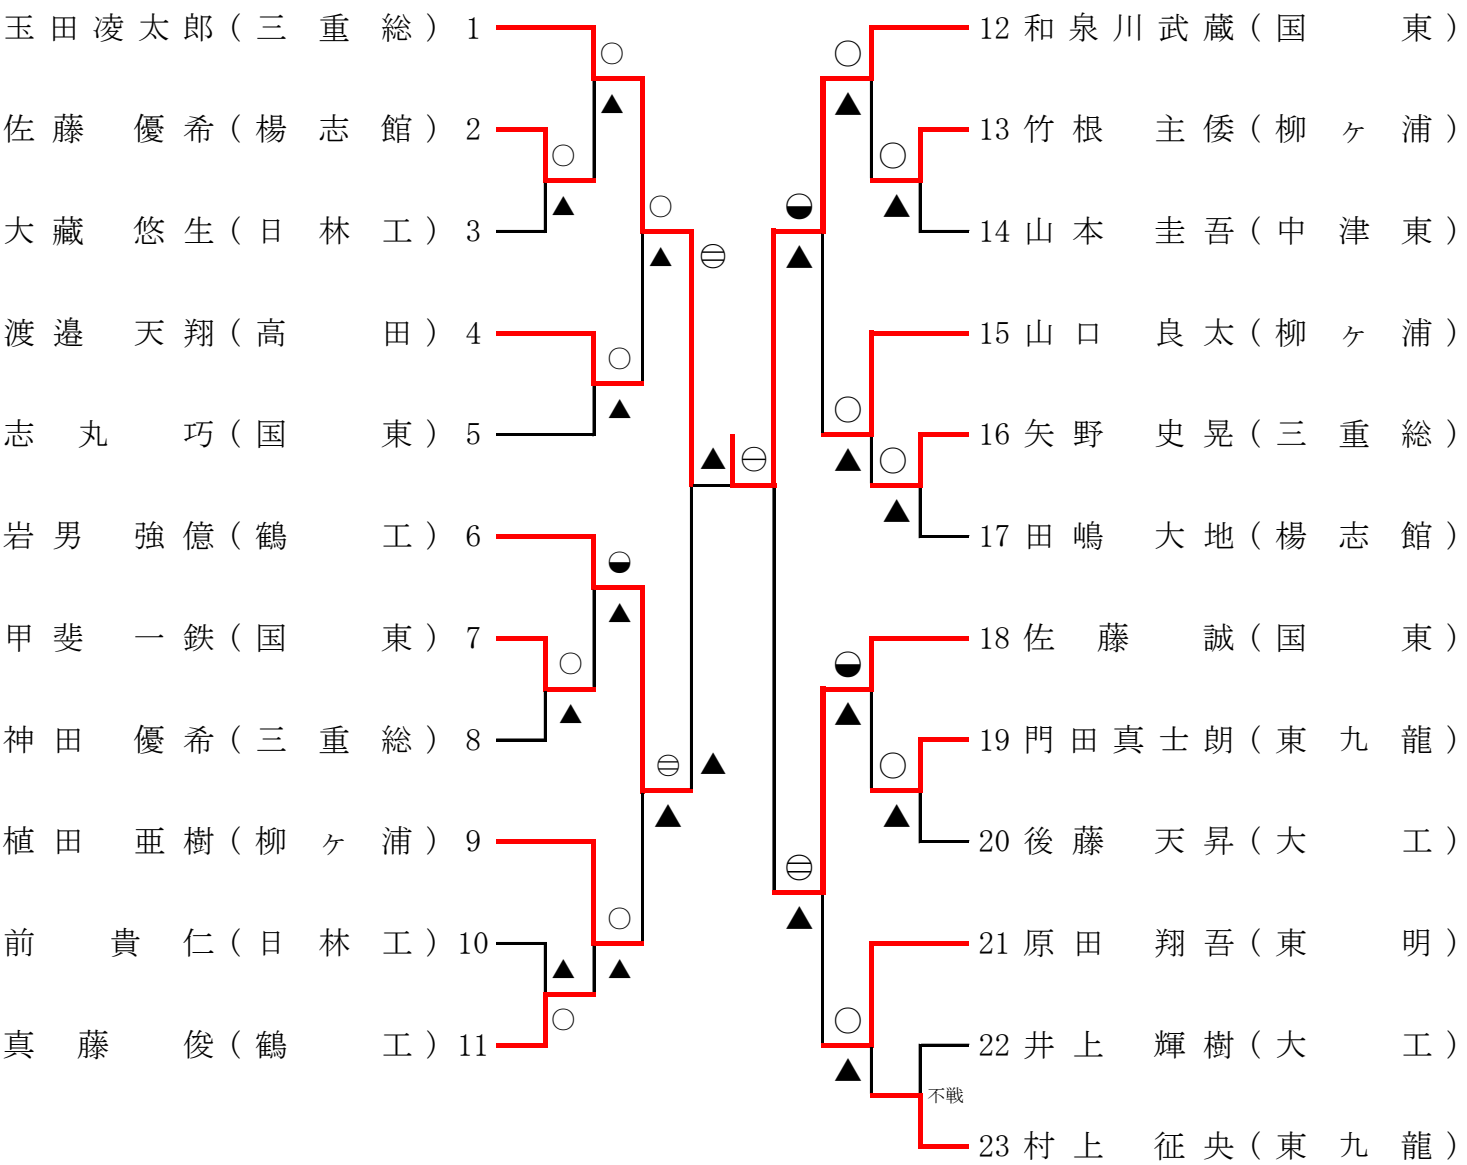 玉田凌太郎(三重総) 1
佐藤 優希(楊志館) 2
大藏 悠生(日林工) 3
渡邉 天翔(高田) 4
志丸 巧(国東) 5
岩男 強億(鶴工) 6
甲斐 一鉄(国東) 7
神田 優希(三重総) 8
植田 亜樹(柳ヶ浦) 9
前 貴仁(日林工) 10
真藤 俊(鶴工) 11
12 和泉川武蔵(国東)
13 竹根 主倭(柳ヶ浦)
14 山本 圭吾(中津東)
15 山口 良太(柳ヶ浦)
16 矢野 史晃(三重総)
17 田嶋 大地(楊志館)
18 佐藤 誠(国東)
19 門田真士朗(東九龍)
20 後藤 天昇(大工)
21 原田 翔吾(東明)
22 井上 輝樹(大工)
不戦
23 村上 征央(東九龍)